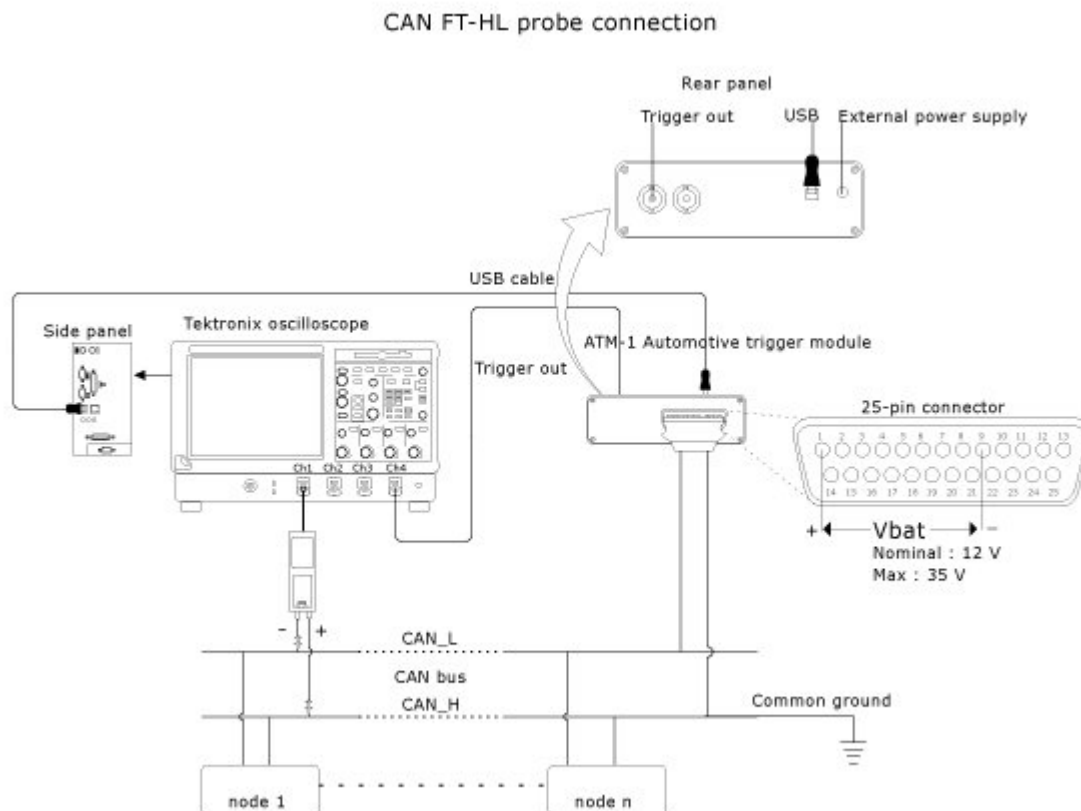 CAN FT-HL probe connection
Rear panel
Trigger out
USB
External power supply
USB cable
Side panel
Tektronix oscilloscope
Trigger out
ATM-1 Automotive trigger module
25-pin connector
1 2 3 4 5 6 7 8 9 10 11 12 13
14 15 16 17 18 19 20 21 22 23 24 25
Ch1 Ch2 Ch3 Ch4
+ Vbat -
Nominal : 12 V
Max : 35 V
- +
CAN_L
CAN bus
CAN_H
Common ground
node 1
node n